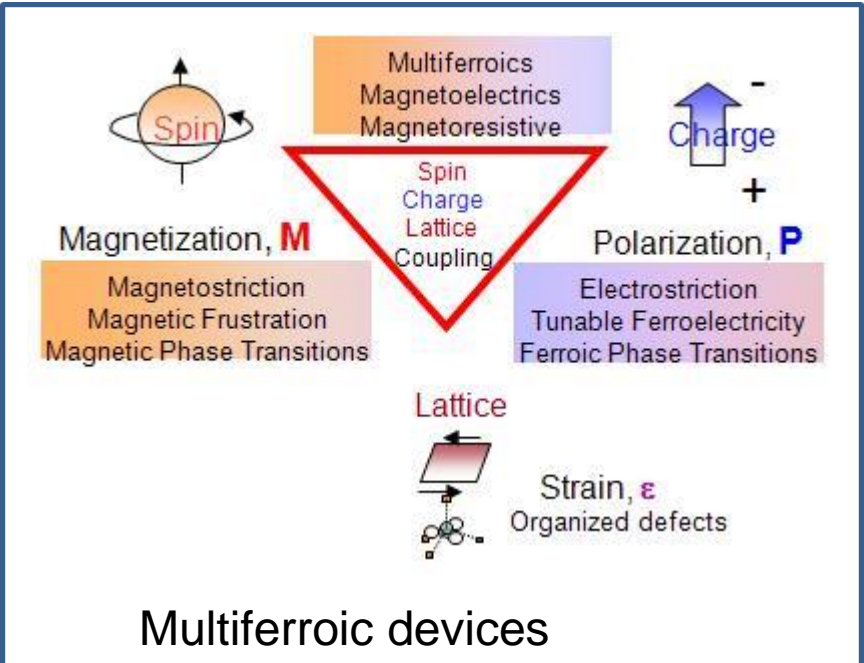 Multiferroics
Magnetoelectrics
Magnetoresistive
Spin
-
Charge
+
Spin
Charge
Lattice
Coupling
Magnetization, M
Polarization, P
Magnetostriction
Magnetic Frustration
Magnetic Phase Transitions
Electrostriction
Tunable Ferroelectricity
Ferroic Phase Transitions
Lattice
Strain, ε
Organized defects
Multiferroic devices